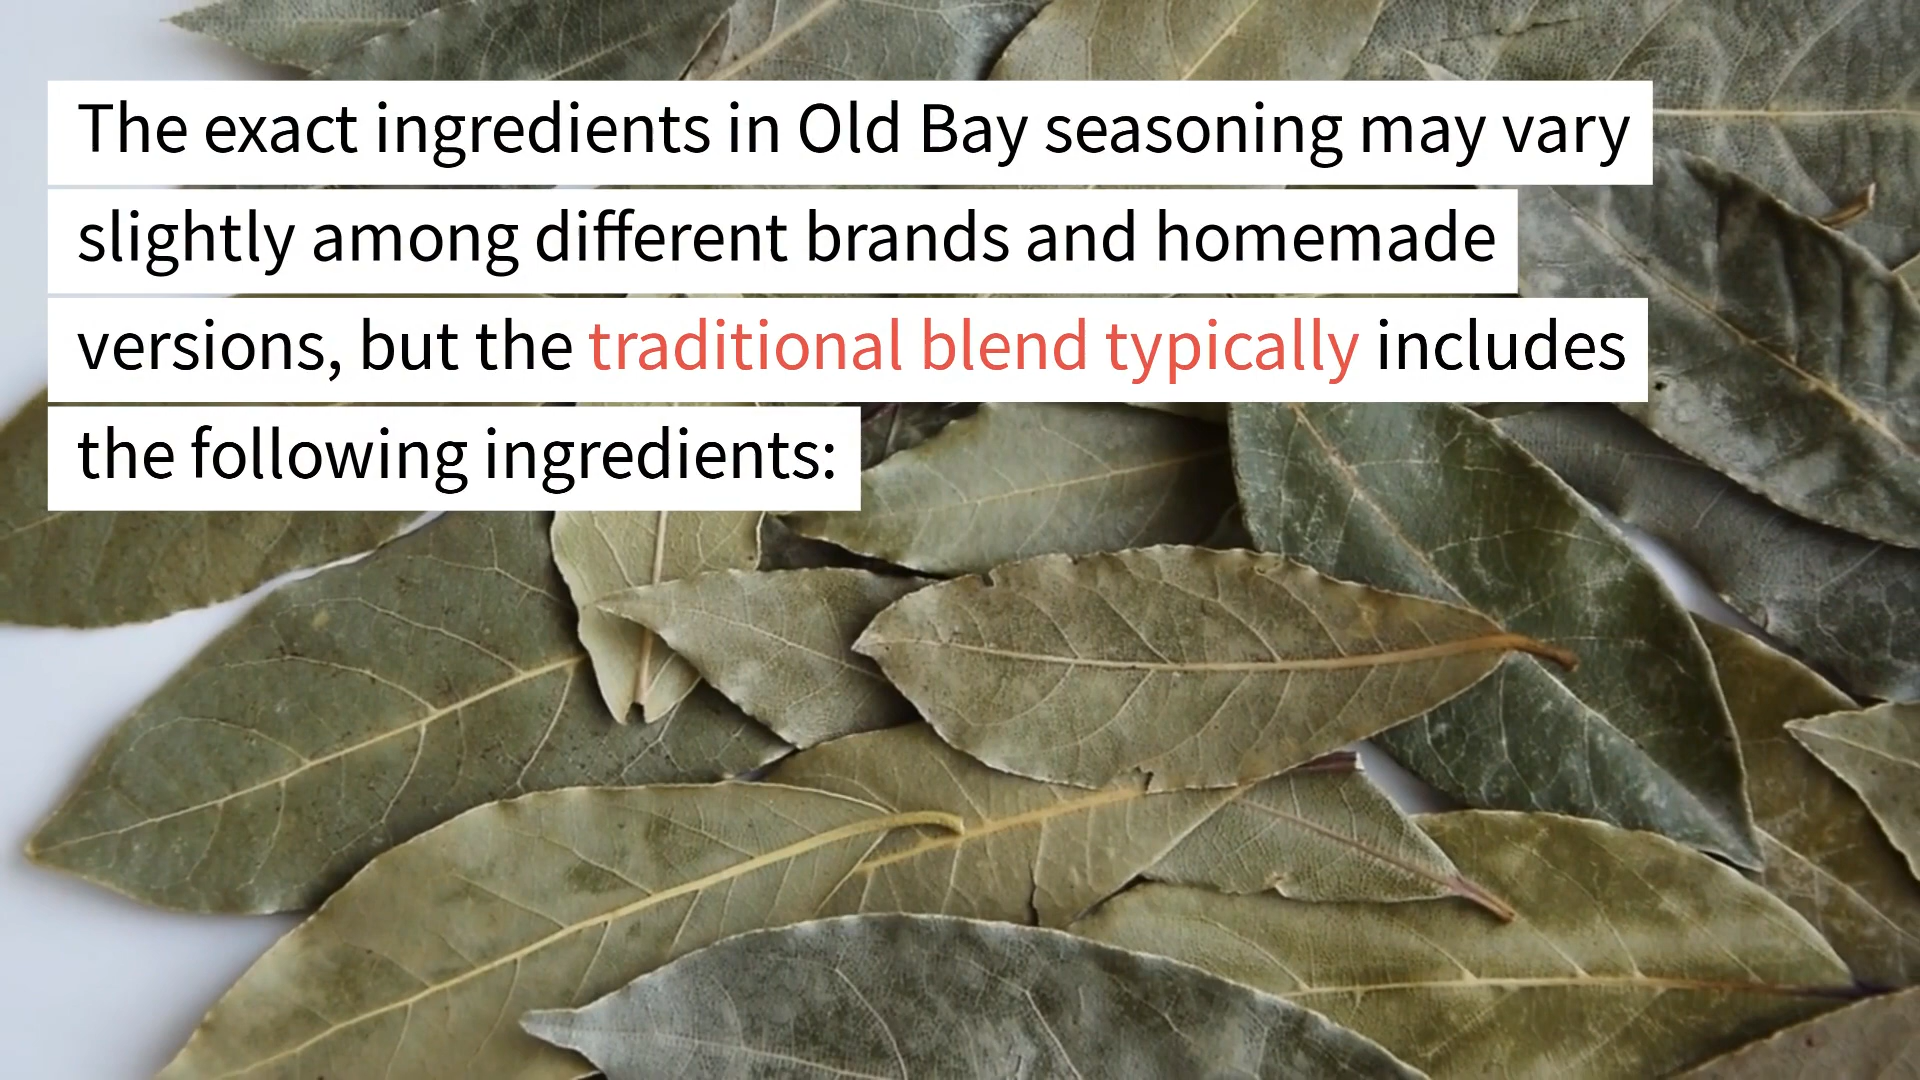 The exact ingredients in Old Bay seasoning may vary
slightly among different brands and homemade
versions, but the traditional blend typically includes
the following ingredients: